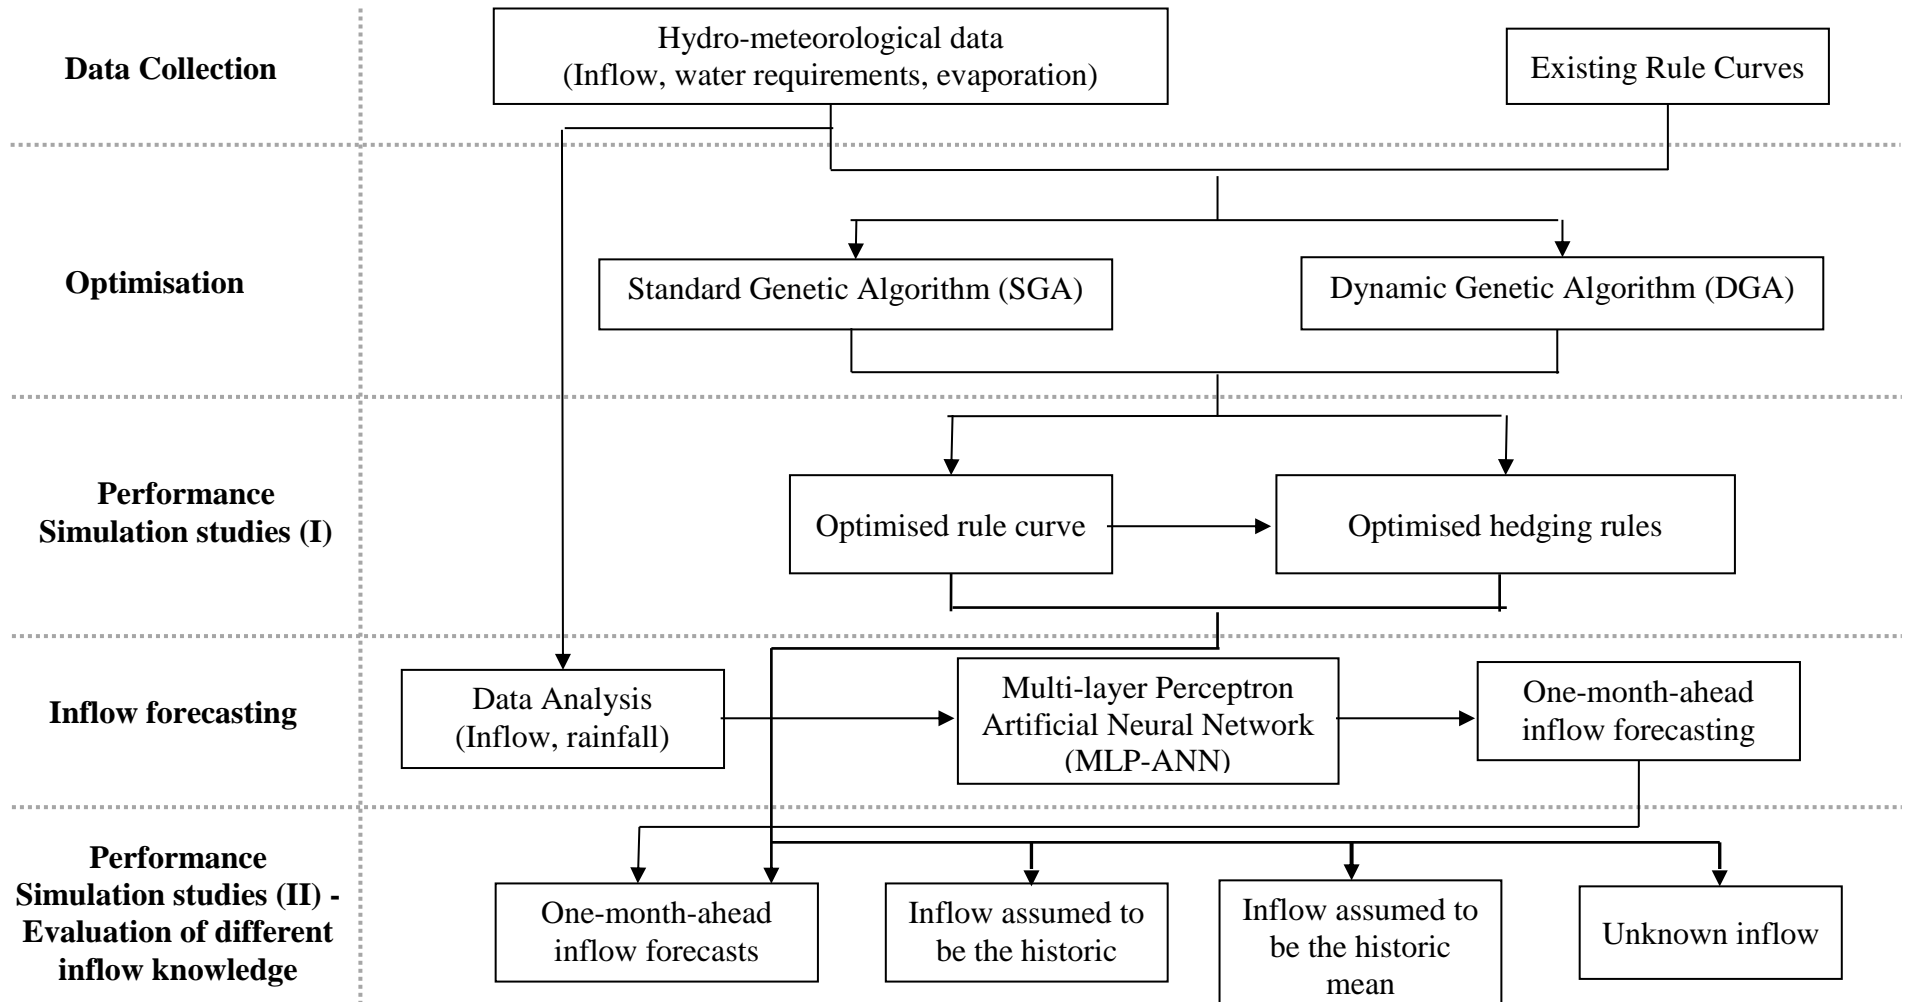 Data Collection
Hydro-meteorological data
(Inflow, water requirements, evaporation)
Existing Rule Curves
Optimisation
Standard Genetic Algorithm (SGA)
Dynamic Genetic Algorithm (DGA)
Performance
Simulation studies (I)
Optimised rule curve
Optimised hedging rules
Inflow forecasting
Data Analysis
(Inflow, rainfall)
Multi-layer Perceptron
Artificial Neural Network
(MLP-ANN)
One-month-ahead
inflow forecasting
Performance
Simulation studies (II) -
Evaluation of different
inflow knowledge
One-month-ahead
inflow forecasts
Inflow assumed to
be the historic
Inflow assumed to
be the historic
mean
Unknown inflow